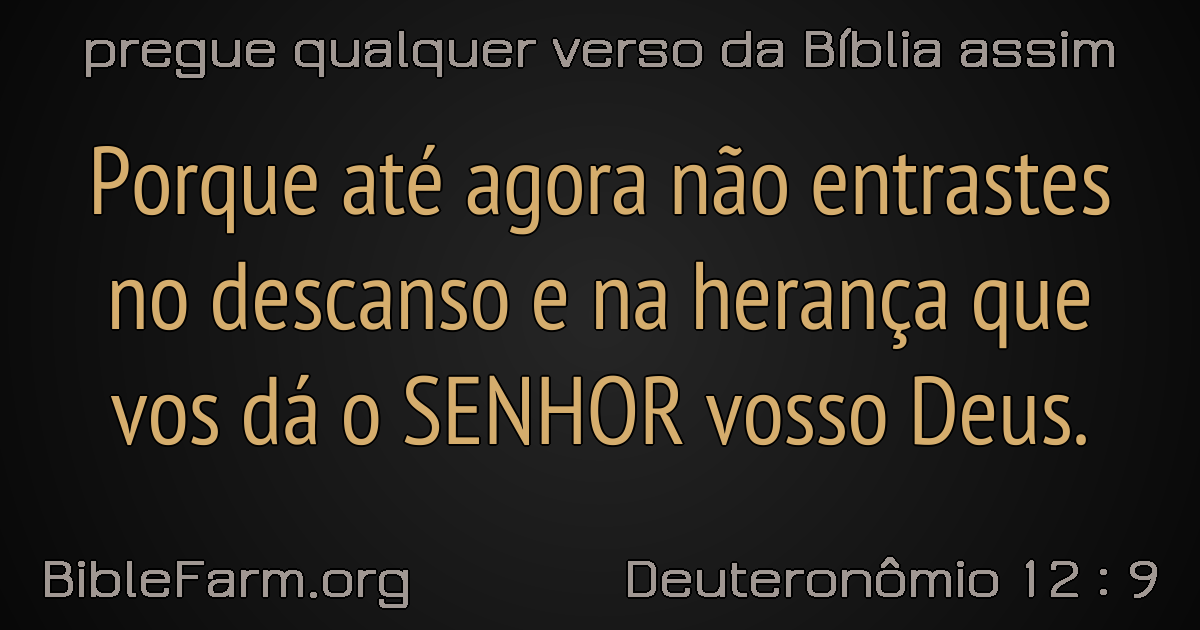 pregue qualquer verso da Bíblia assim
Porque até agora não entrastes
no descanso e na herança que
vos dá o SENHOR vosso Deus.
BibleFarm.org
Deuteronômio 12 : 9